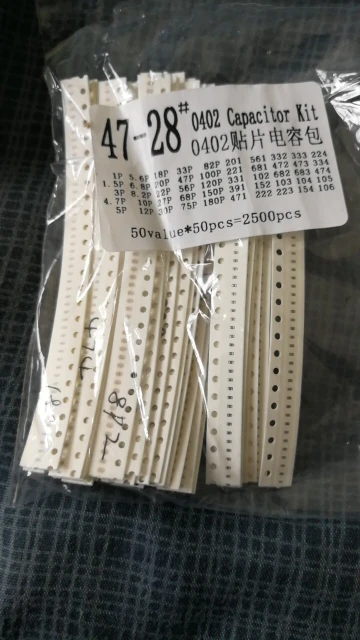 47-28# 0402 Capacitor Kit
0402贴片电容包
1P 5.6P 18P 33P 82P 201 561 332 333 224
1.5P 6.8P 20P 47P 100P 221 681 472 473 334
3P 8.2P 22P 56P 120P 331 102 682 683 474
4.7P 10P 27P 68P 150P 391 152 103 104 105
5P 12P 30P 75P 180P 471 222 223 154 106
50value*50pcs=2500pcs